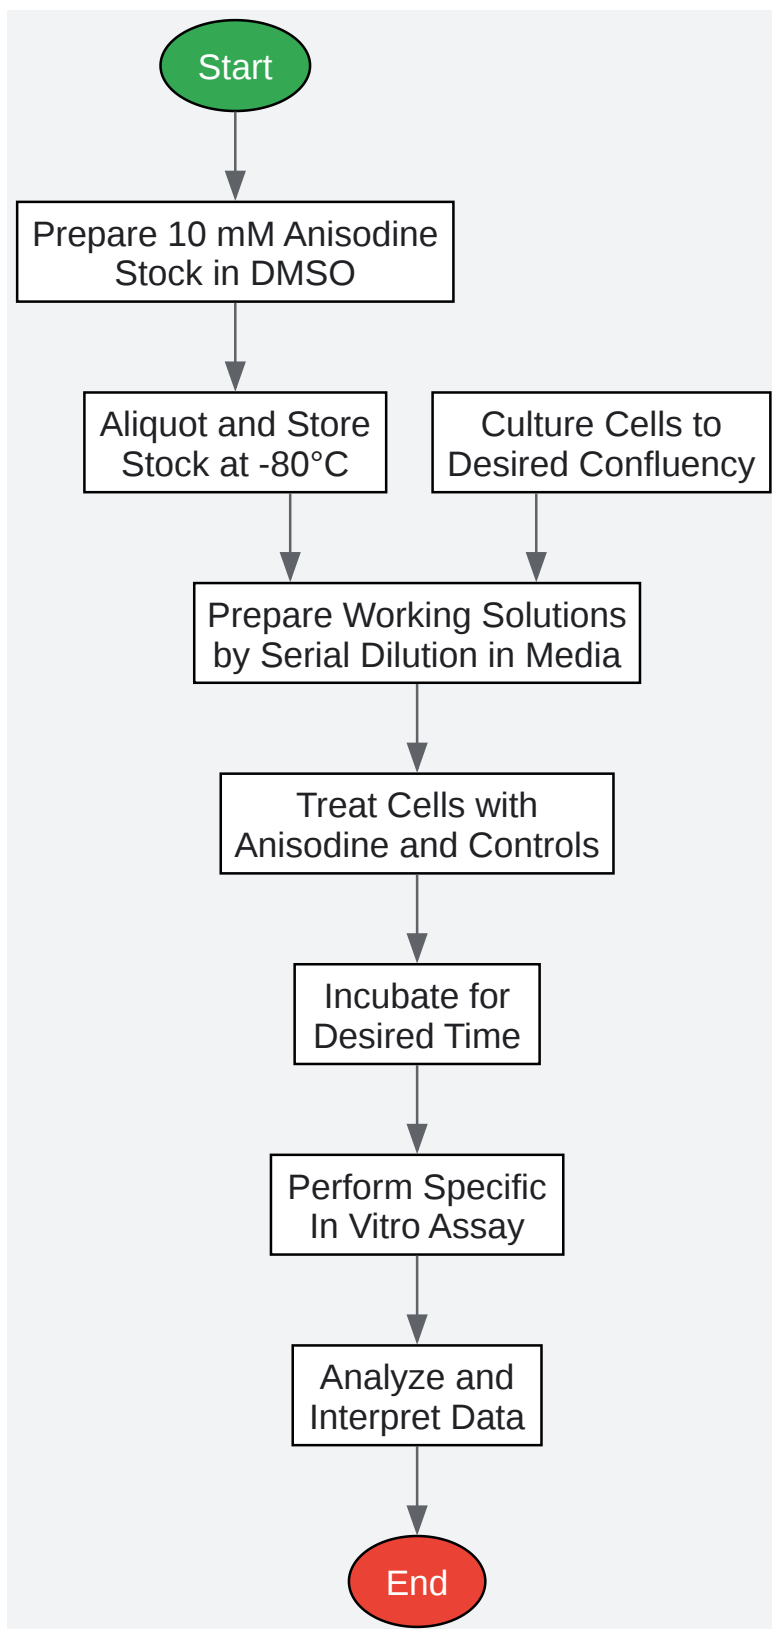 Start
Prepare 10 mM Anisodine
Stock in DMSO
Aliquot and Store
Stock at -80°C
Culture Cells to
Desired Confluency
Prepare Working Solutions
by Serial Dilution in Media
Treat Cells with
Anisodine and Controls
Incubate for
Desired Time
Perform Specific
In Vitro Assay
Analyze and
Interpret Data
End